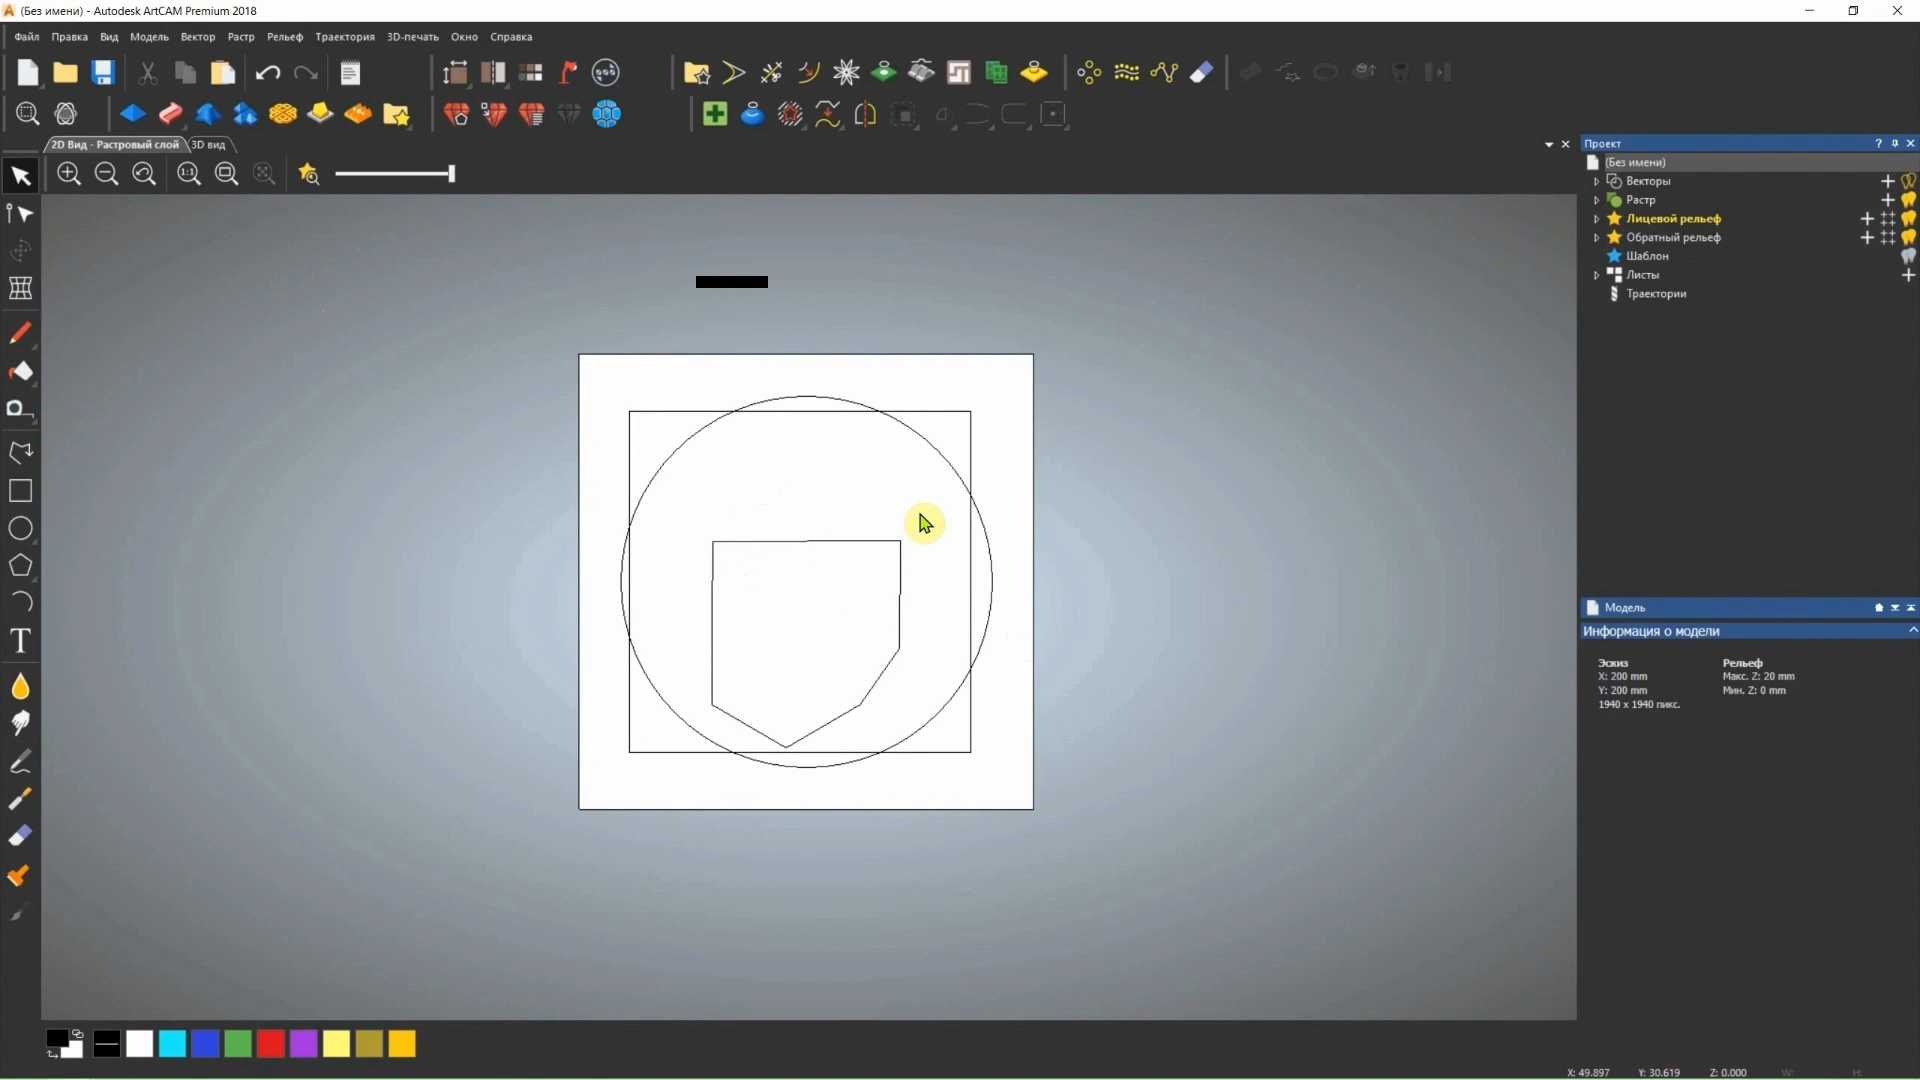 (Без имени) - Autodesk ArtCAM Premium 2018
Файл Правка Вид Модель Вектор Растр Рельеф Траектория 3D-печать Окно Справка
2D Вид - Растровый слой 3D вид
1:1
T
Проект
(Без имени)
Векторы
Растр
Лицевой рельеф
Обратный рельеф
Шаблон
Листы
Траектории
Модель
Информация о модели
Эскиз Рельеф
X: 200 mm Макс. Z: 20 mm
Y: 200 mm Мин. Z: 0 mm
1940 x 1940 пикс.
X: 49.897 Y: 30.619 Z: 0.000 W: H: